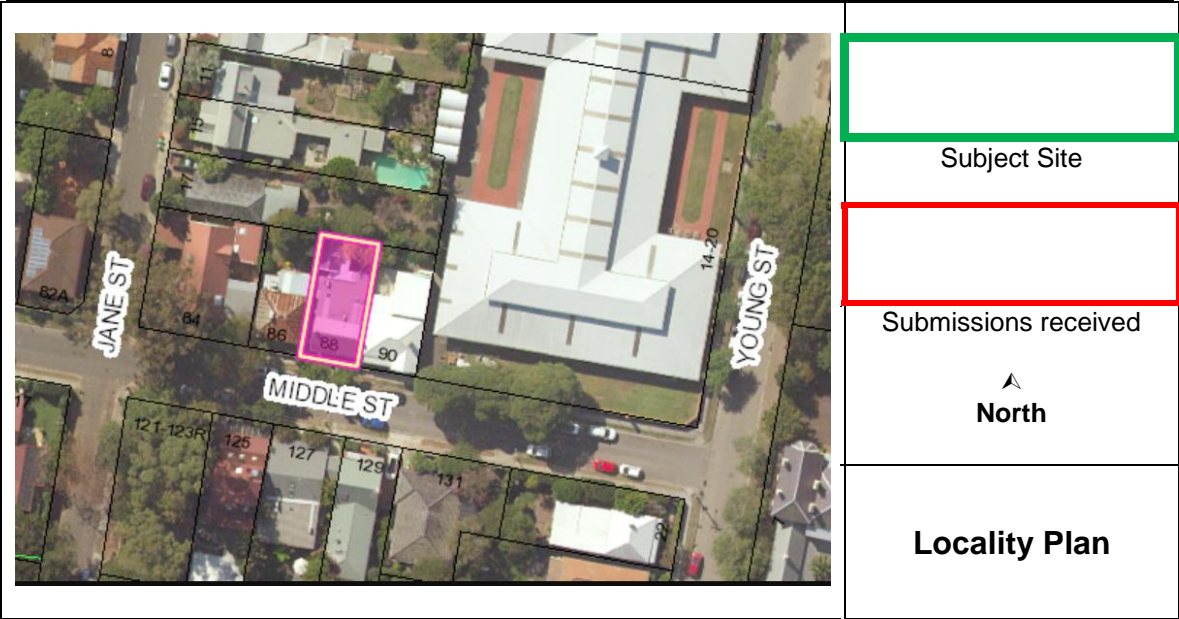 8
11
15
17
82A
84
86
88
90
14-20
JANE ST
MIDDLE ST
YOUNG ST
121-123R
125
127
129
131
22
Subject Site
Submissions received
North
Locality Plan